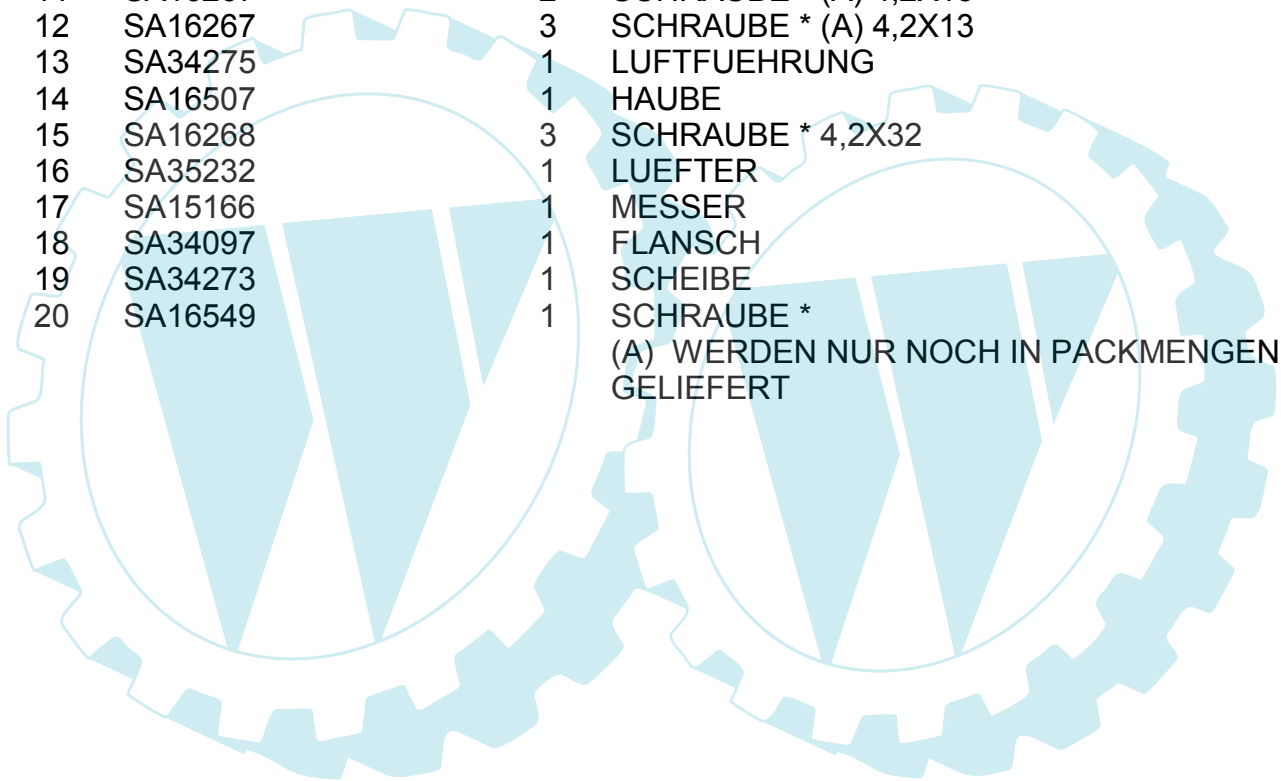 12 SA16267 3 SCHRAUBE * (A) 4,2X13
13 SA34275 1 LUFTFUEHRUNG
14 SA16507 1 HAUBE
15 SA16268 3 SCHRAUBE * 4,2X32
16 SA35232 1 LUEFTER
17 SA15166 1 MESSER
18 SA34097 1 FLANSCH
19 SA34273 1 SCHEIBE
20 SA16549 1 SCHRAUBE *
(A) WERDEN NUR NOCH IN PACKMENGEN
GELIEFERT